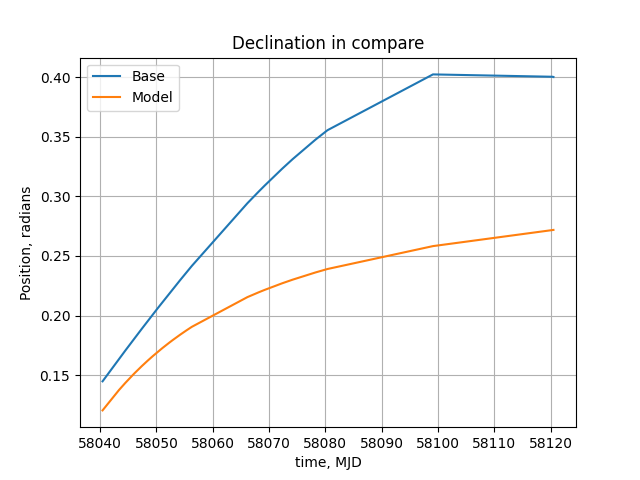 Declination in compare
Base
Model
0.40
0.35
0.30
0.25
0.20
0.15
Position, radians
58040 58050 58060 58070 58080 58090 58100 58110 58120
time, MJD